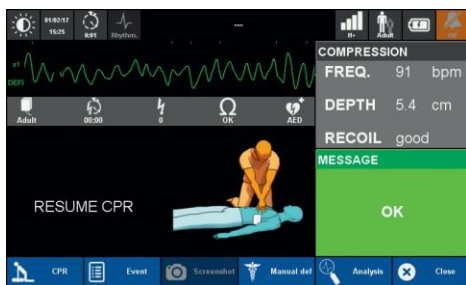 01/02/17
15:25
0:01
Rhythm.
---
H+
Adult
Off
x1
DEFI
Adult
00:00
0
Ω
OK
AED
COMPRESSION
FREQ. 91 bpm
DEPTH 5.4 cm
RECOIL good
MESSAGE
OK
RESUME CPR
CPR
Event
Screenshot
Manual def
Analysis
Close